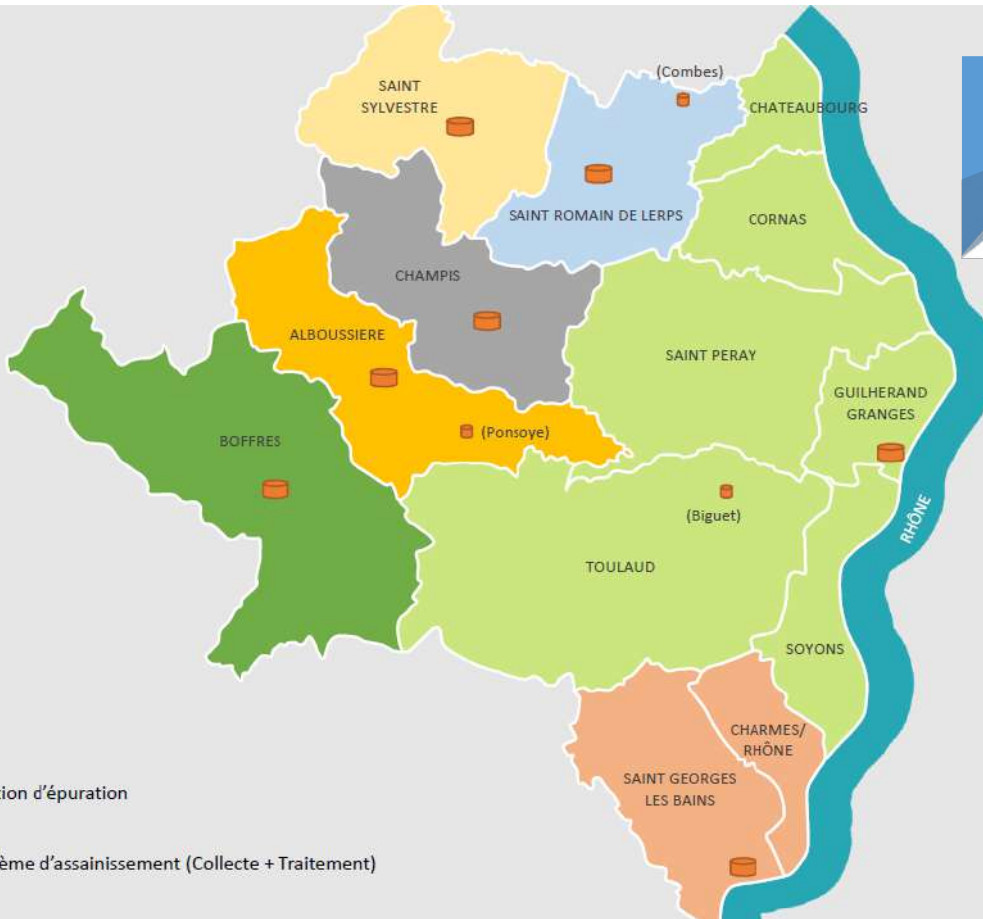 SAINT
SYLVESTRE
(Combes)
CHATEAUBOURG
SAINT ROMAIN DE LERPS
CORNAS
CHAMPIS
ALBOUSSIERE
SAINT PERAY
GUILHERAND
GRANGES
BOFFRES
(Ponsoye)
(Biguet)
RHÔNE
TOULAUD
SOYONS
CHARMES/
RHÔNE
SAINT GEORGES
LES BAINS
tion d'épuration
ème d'assainissement (Collecte + Traitement)